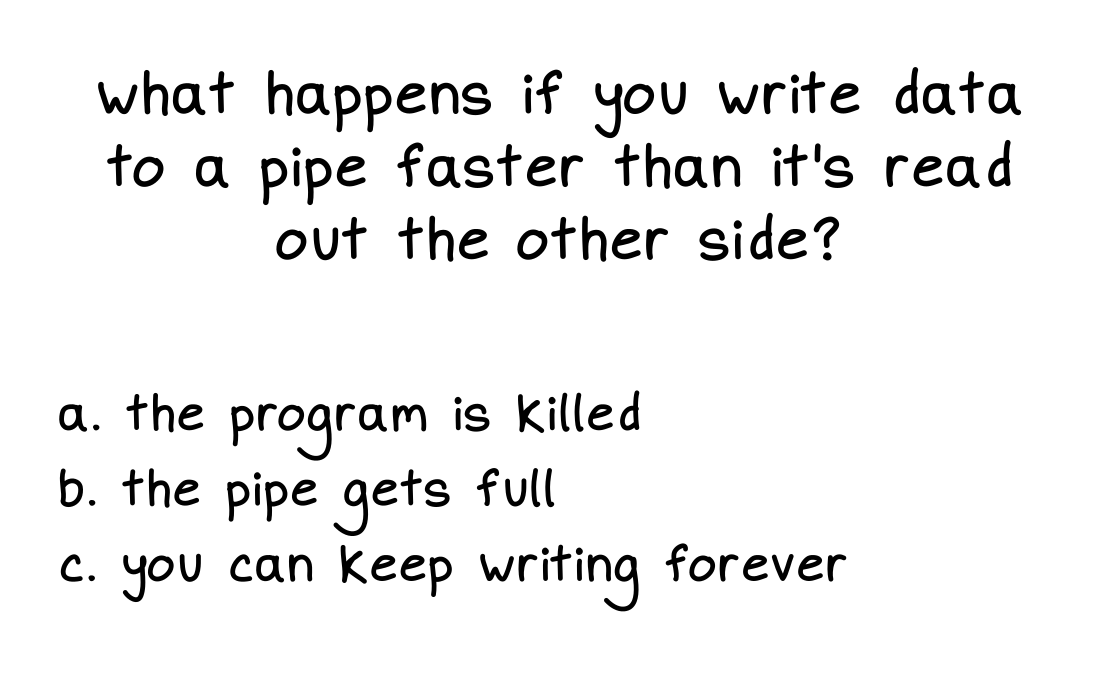 what happens if you write data
to a pipe faster than it's read
out the other side?
a. the program is killed
b. the pipe gets full
c. you can keep writing forever